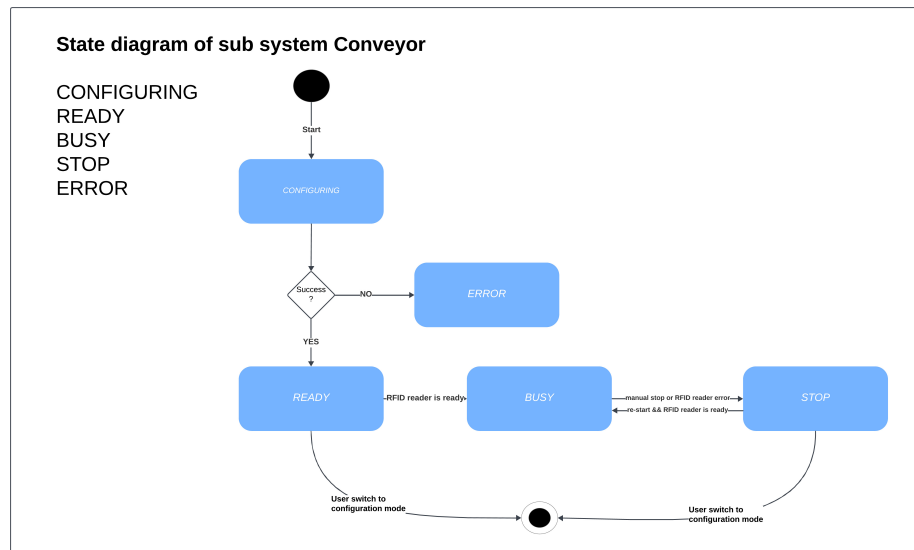 State diagram of sub system Conveyor
CONFIGURING
READY
BUSY
STOP
ERROR
Start
CONFIGURING
Success
?
NO
ERROR
YES
READY
RFID reader is ready
BUSY
manual stop or RFID reader error
re-start && RFID reader is ready
STOP
User switch to
configuration mode
User switch to
configuration mode